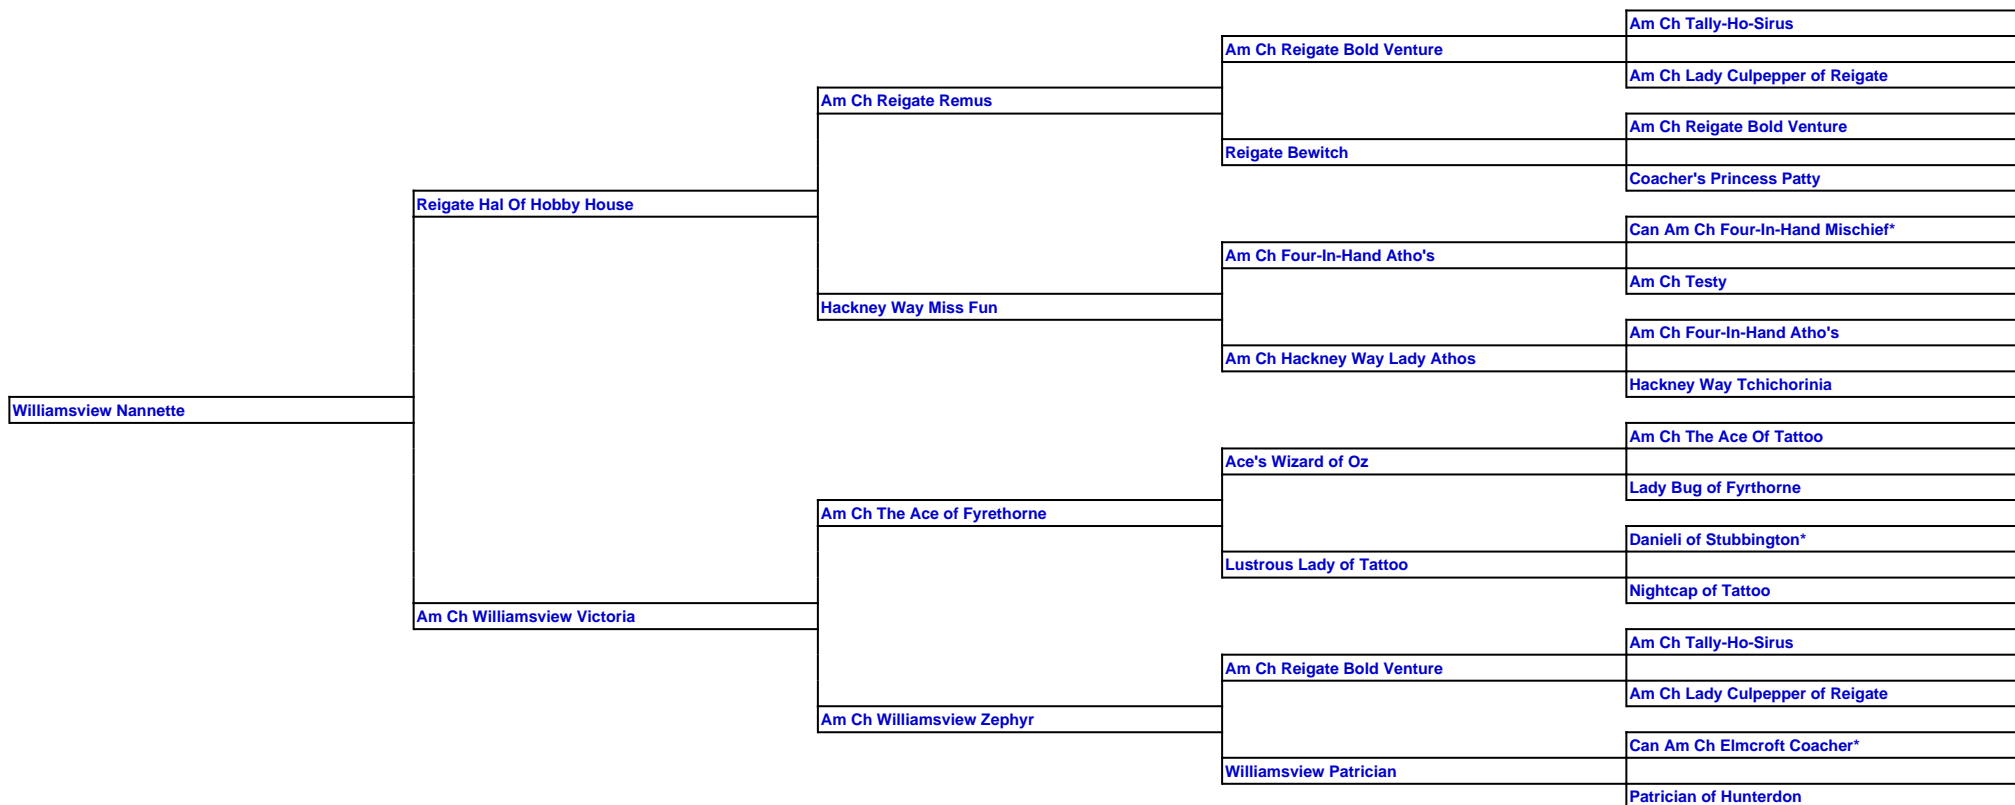 Am Ch Tally-Ho-Sirus
Am Ch Reigate Bold Venture
Am Ch Lady Culpepper of Reigate
Am Ch Reigate Remus
Am Ch Reigate Bold Venture
Reigate Bewitch
Coacher's Princess Patty
Reigate Hal Of Hobby House
Can Am Ch Four-In-Hand Mischief*
Am Ch Four-In-Hand Atho's
Am Ch Testy
Hackney Way Miss Fun
Am Ch Four-In-Hand Atho's
Am Ch Hackney Way Lady Athos
Hackney Way Tchichorinia
Williamsview Nannette
Am Ch The Ace Of Tattoo
Ace's Wizard of Oz
Lady Bug of Fyrthorne
Am Ch The Ace of Fyrethorne
Danieli of Stubbington*
Lustrous Lady of Tattoo
Nightcap of Tattoo
Am Ch Williamsview Victoria
Am Ch Tally-Ho-Sirus
Am Ch Reigate Bold Venture
Am Ch Lady Culpepper of Reigate
Am Ch Williamsview Zephyr
Can Am Ch Elmcroft Coacher*
Williamsview Patrician
Patrician of Hunterdon